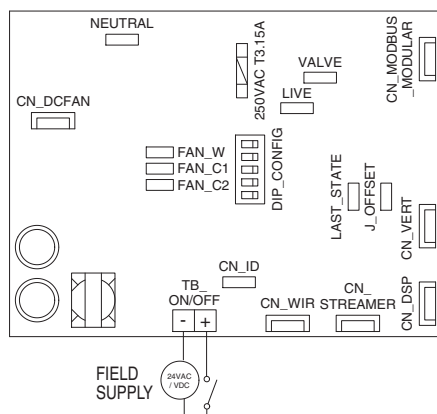 NEUTRAL
250VAC T3.15A
VALVE
LIVE
CN_MODBUS
_MODULAR
CN_DCFAN
FAN_W
FAN_C1
FAN_C2
DIP_CONFIG
LAST_STATE
J_OFFSET
CN_VERT
CN_ID
TB_
ON/OFF
- +
CN_WIR
CN_
STREAMER
CN_DSP
FIELD
SUPPLY
24VAC
/ VDC